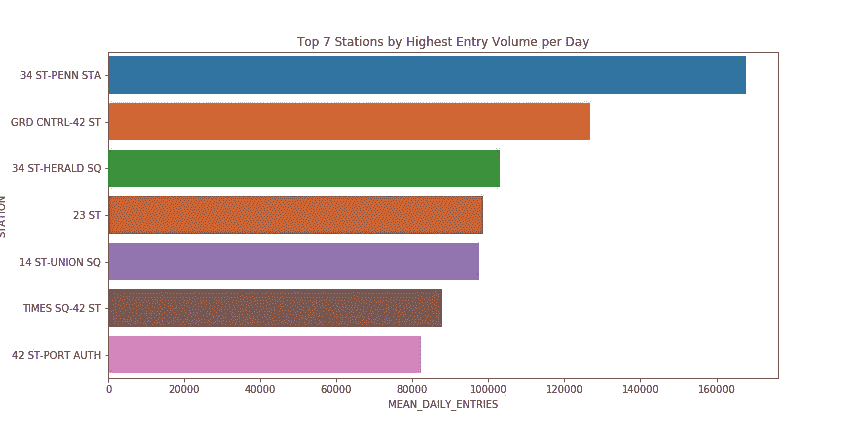 Top 7 Stations by Highest Entry Volume per Day
34 ST-PENN STA
GRD CNTRL-42 ST
34 ST-HERALD SQ
23 ST
14 ST-UNION SQ
TIMES SQ-42 ST
42 ST-PORT AUTH
STATION
0 20000 40000 60000 80000 100000 120000 140000 160000
MEAN_DAILY_ENTRIES